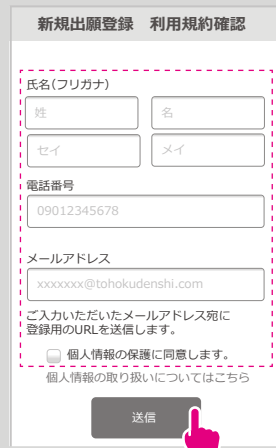 新規出願登録　利用規約確認
氏名(フリガナ)
姓 名
セイ メイ
電話番号
09012345678
メールアドレス
xxxxxxx@tohokudenshi.com
ご入力いただいたメールアドレス宛に
登録用のURLを送信します。
個人情報の保護に同意します。
個人情報の取り扱いについてはこちら
送信